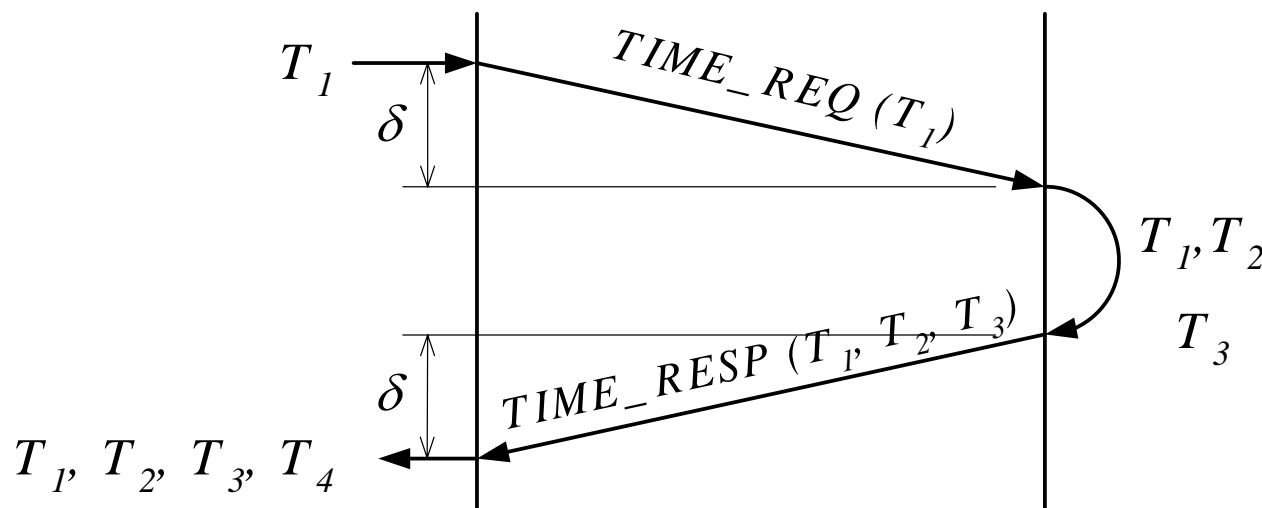 T1
TIME_REQ (T1)
δ
T1, T2
T3
TIME_RESP (T1, T2, T3)
δ
T1, T2, T3, T4